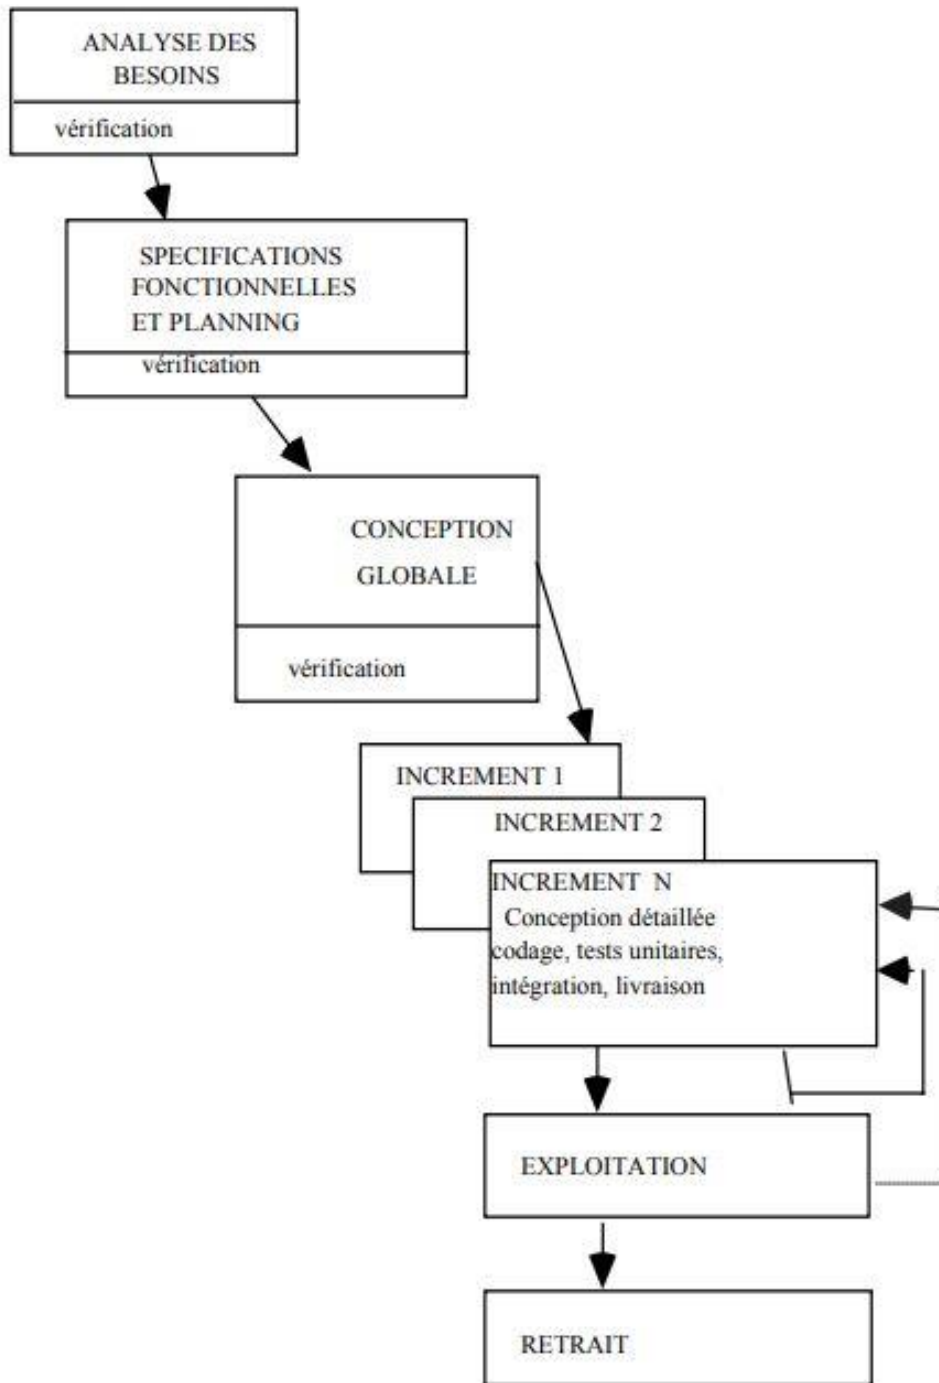 ANALYSE DES
BESOINS
vérification
SPECIFICATIONS
FONCTIONNELLES
ET PLANNING
vérification
CONCEPTION
GLOBALE
vérification
INCREMENT 1
INCREMENT 2
INCREMENT N
Conception détaillée
codage, tests unitaires,
intégration, livraison
EXPLOITATION
RETRAIT